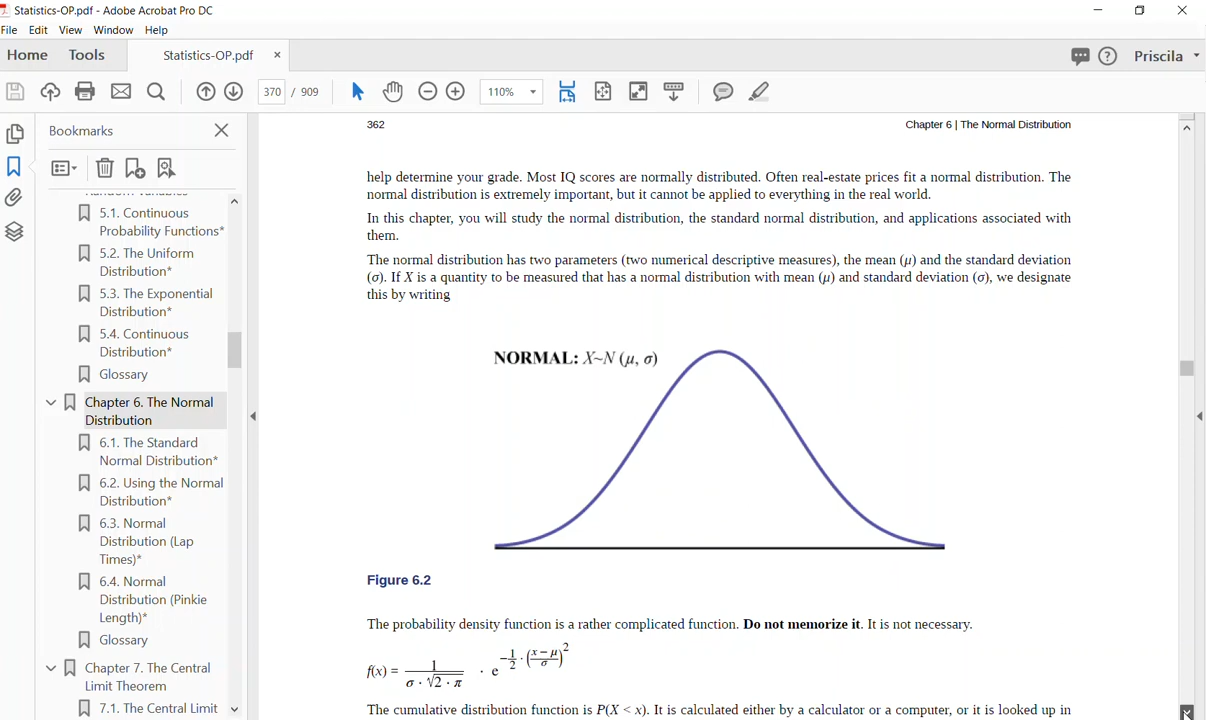 Statistics-OP.pdf - Adobe Acrobat Pro DC
File Edit View Window Help
Home Tools Statistics-OP.pdf × Priscila
370 / 909 110%
Bookmarks
5.1. Continuous
Probability Functions*
5.2. The Uniform
Distribution*
5.3. The Exponential
Distribution*
5.4. Continuous
Distribution*
Glossary
Chapter 6. The Normal
Distribution
6.1. The Standard
Normal Distribution*
6.2. Using the Normal
Distribution*
6.3. Normal
Distribution (Lap
Times)*
6.4. Normal
Distribution (Pinkie
Length)*
Glossary
Chapter 7. The Central
Limit Theorem
7.1. The Central Limit
362 Chapter 6 | The Normal Distribution
help determine your grade. Most IQ scores are normally distributed. Often real-estate prices fit a normal distribution. The
normal distribution is extremely important, but it cannot be applied to everything in the real world.
In this chapter, you will study the normal distribution, the standard normal distribution, and applications associated with
them.
The normal distribution has two parameters (two numerical descriptive measures), the mean (μ) and the standard deviation
(σ). If X is a quantity to be measured that has a normal distribution with mean (μ) and standard deviation (σ), we designate
this by writing
NORMAL: X~N (μ, σ)
Figure 6.2
The probability density function is a rather complicated function. Do not memorize it. It is not necessary.
f(x) = 1 / (σ · √2 · π) · e^(−1/2 · ((x − μ)/σ)^2)
The cumulative distribution function is P(X < x). It is calculated either by a calculator or a computer, or it is looked up in